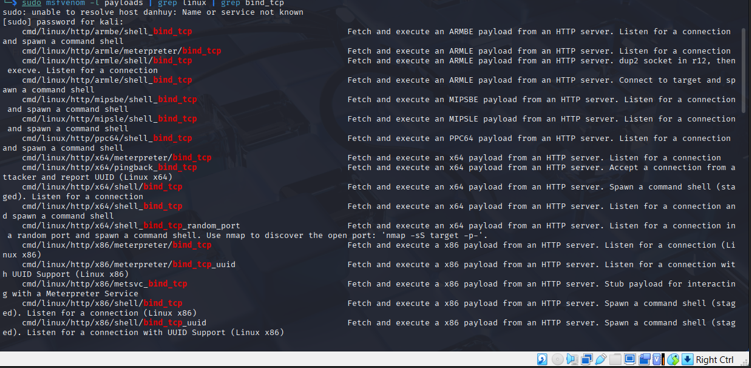 └─$ sudo msfvenom -l payloads | grep linux | grep bind_tcp
sudo: unable to resolve host danhuy: Name or service not known
[sudo] password for kali:
cmd/linux/http/armbe/shell_bind_tcp Fetch and execute an ARMBE payload from an HTTP server. Listen for a connection
and spawn a command shell
cmd/linux/http/armle/meterpreter/bind_tcp Fetch and execute an ARMLE payload from an HTTP server. Listen for a connection
cmd/linux/http/armle/shell/bind_tcp Fetch and execute an ARMLE payload from an HTTP server. dup2 socket in r12, then
execve. Listen for a connection
cmd/linux/http/armle/shell_bind_tcp Fetch and execute an ARMLE payload from an HTTP server. Connect to target and sp
awn a command shell
cmd/linux/http/mipsbe/shell_bind_tcp Fetch and execute an MIPSBE payload from an HTTP server. Listen for a connection
and spawn a command shell
cmd/linux/http/mipsle/shell_bind_tcp Fetch and execute an MIPSLE payload from an HTTP server. Listen for a connection
and spawn a command shell
cmd/linux/http/ppc64/shell_bind_tcp Fetch and execute an PPC64 payload from an HTTP server. Listen for a connection
and spawn a command shell
cmd/linux/http/x64/meterpreter/bind_tcp Fetch and execute an x64 payload from an HTTP server. Listen for a connection
cmd/linux/http/x64/pingback_bind_tcp Fetch and execute an x64 payload from an HTTP server. Accept a connection from a
ttacker and report UUID (Linux x64)
cmd/linux/http/x64/shell/bind_tcp Fetch and execute an x64 payload from an HTTP server. Spawn a command shell (sta
ged). Listen for a connection
cmd/linux/http/x64/shell_bind_tcp Fetch and execute an x64 payload from an HTTP server. Listen for a connection an
d spawn a command shell
cmd/linux/http/x64/shell_bind_tcp_random_port Fetch and execute an x64 payload from an HTTP server. Listen for a connection in
a random port and spawn a command shell. Use nmap to discover the open port: 'nmap -sS target -p-'.
cmd/linux/http/x86/meterpreter/bind_tcp Fetch and execute a x86 payload from an HTTP server. Listen for a connection (Li
nux x86)
cmd/linux/http/x86/meterpreter/bind_tcp_uuid Fetch and execute a x86 payload from an HTTP server. Listen for a connection wit
h UUID Support (Linux x86)
cmd/linux/http/x86/metsvc_bind_tcp Fetch and execute a x86 payload from an HTTP server. Stub payload for interactin
g with a Meterpreter Service
cmd/linux/http/x86/shell/bind_tcp Fetch and execute a x86 payload from an HTTP server. Spawn a command shell (stag
ed). Listen for a connection (Linux x86)
cmd/linux/http/x86/shell/bind_tcp_uuid Fetch and execute a x86 payload from an HTTP server. Spawn a command shell (stag
ed). Listen for a connection with UUID Support (Linux x86)
Right Ctrl